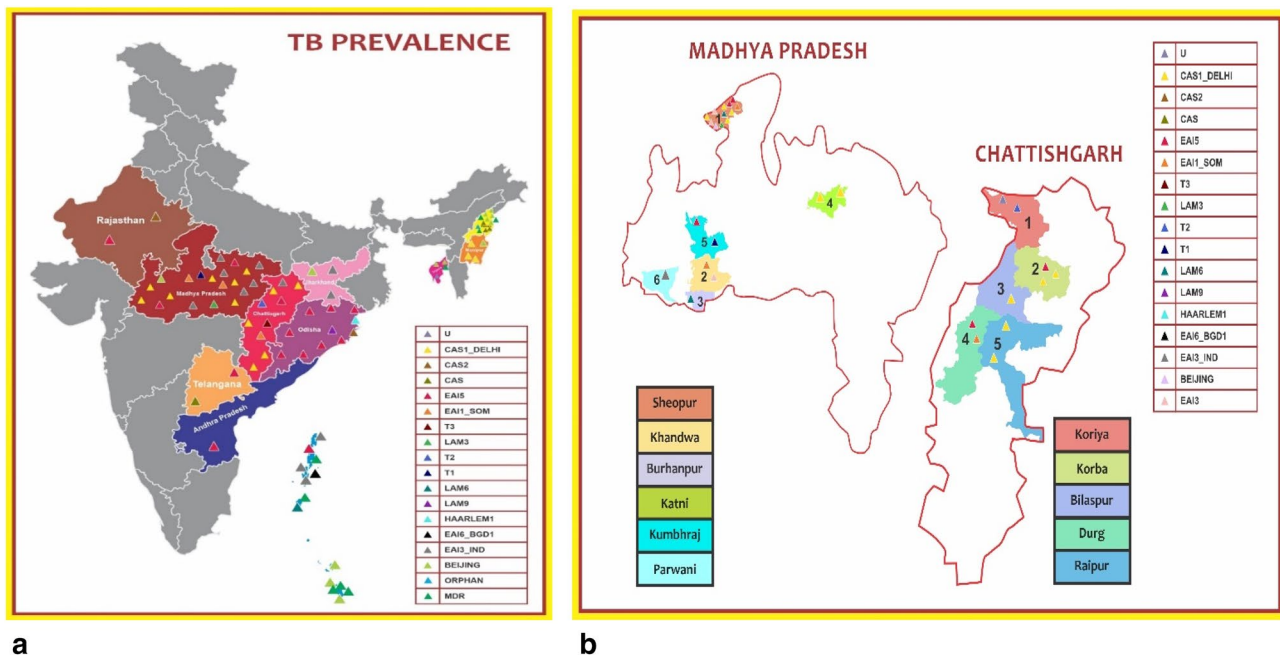 TB PREVALENCE
Rajasthan
Madhya Pradesh
Jharkhand
Chattisgarh
Odisha
Telangana
Andhra Pradesh
U
CAS1_DELHI
CAS2
CAS
EAI5
EAI1_SOM
T3
LAM3
T2
T1
LAM6
LAM9
HAARLEM1
EAI6_BGD1
EAI3_IND
BEIJING
ORPHAN
MDR
a
MADHYA PRADESH
1
4
5
2
6
3
Sheopur
Khandwa
Burhanpur
Katni
Kumbhraj
Parwani
CHATTISHGARH
1
2
3
4
5
Koriya
Korba
Bilaspur
Durg
Raipur
U
CAS1_DELHI
CAS2
CAS
EAI5
EAI1_SOM
T3
LAM3
T2
T1
LAM6
LAM9
HAARLEM1
EAI6_BGD1
EAI3_IND
BEIJING
EAI3
b